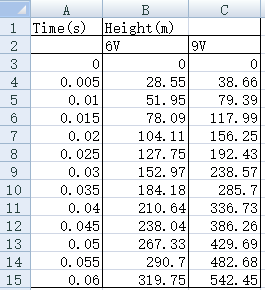 A B C
1 Time(s) Height(m)
2 6V 9V
3 0 0 0
4 0.005 28.55 38.66
5 0.01 51.95 79.39
6 0.015 78.09 117.99
7 0.02 104.11 156.25
8 0.025 127.75 192.43
9 0.03 152.97 238.57
10 0.035 184.18 285.7
11 0.04 210.64 336.73
12 0.045 238.04 386.26
13 0.05 267.33 429.69
14 0.055 290.7 482.68
15 0.06 319.75 542.45